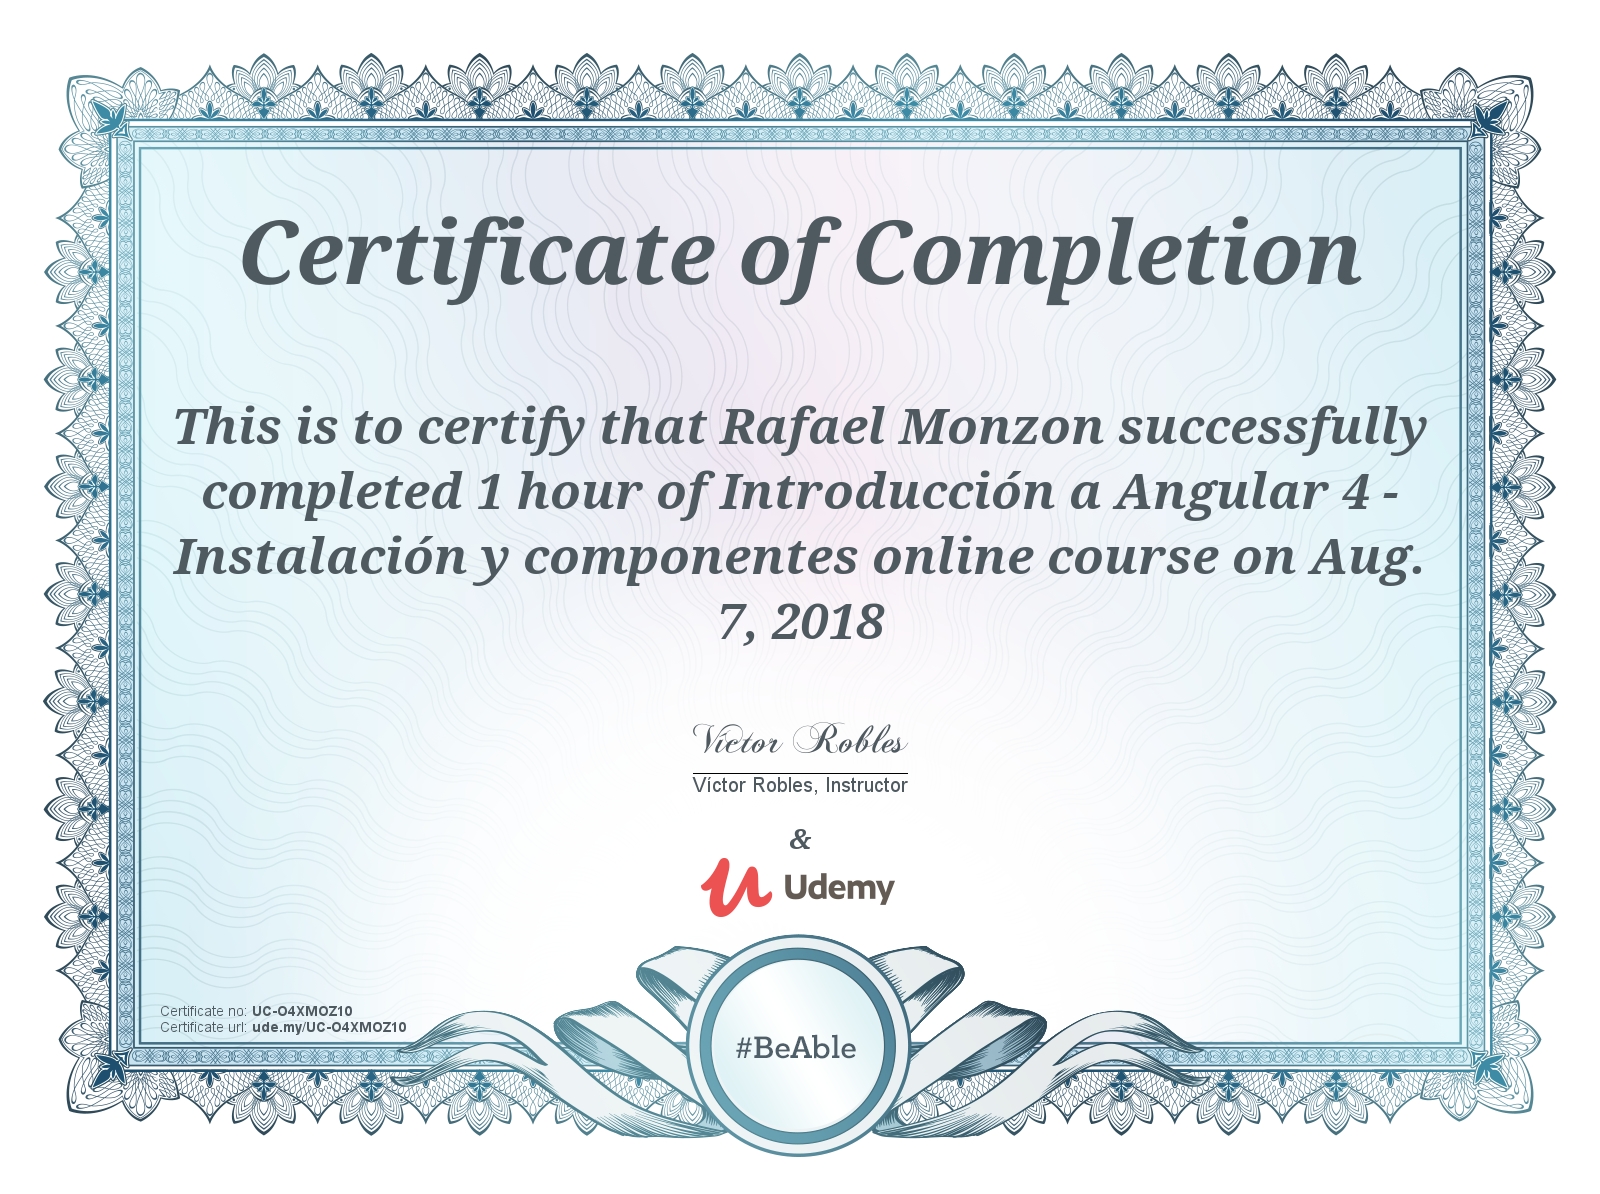 Certificate of Completion
This is to certify that Rafael Monzon successfully
completed 1 hour of Introducción a Angular 4 -
Instalación y componentes online course on Aug.
7, 2018
Víctor Robles
Víctor Robles, Instructor
&
Udemy
Certificate no: UC-O4XMOZ10
Certificate url: ude.my/UC-O4XMOZ10
#BeAble